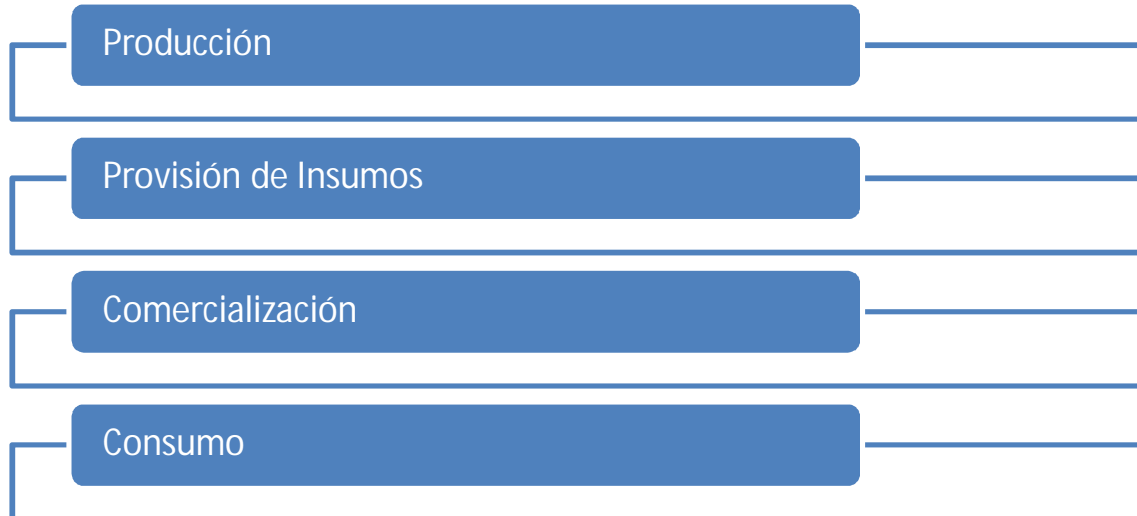 Producción
Provisión de Insumos
Comercialización
Consumo